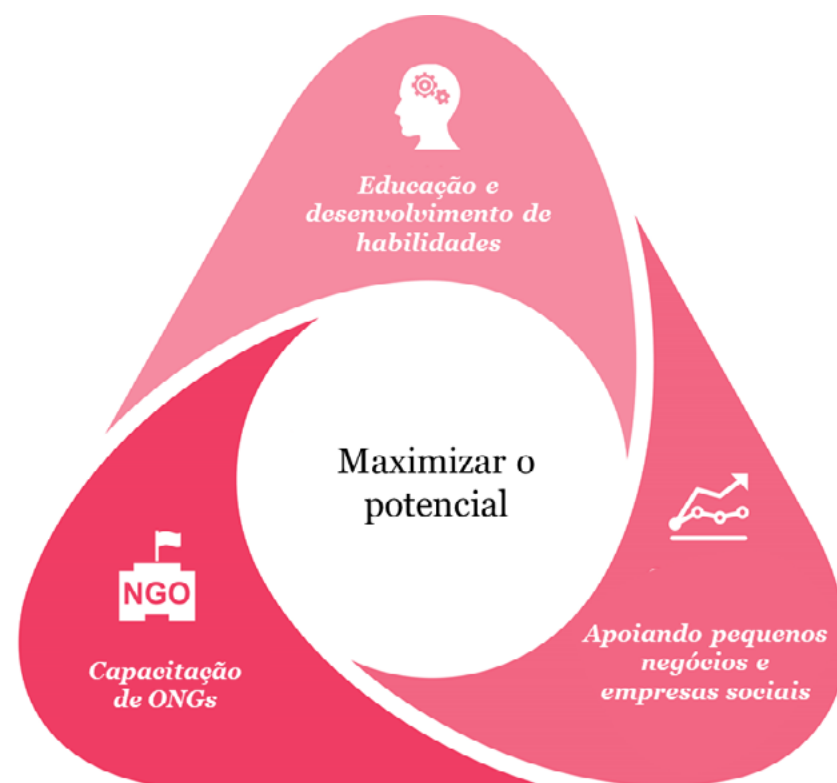 Educação e
desenvolvimento de
habilidades
Maximizar o
potencial
NGO
Capacitação
de ONGs
Apoiando pequenos
negócios e
empresas sociais